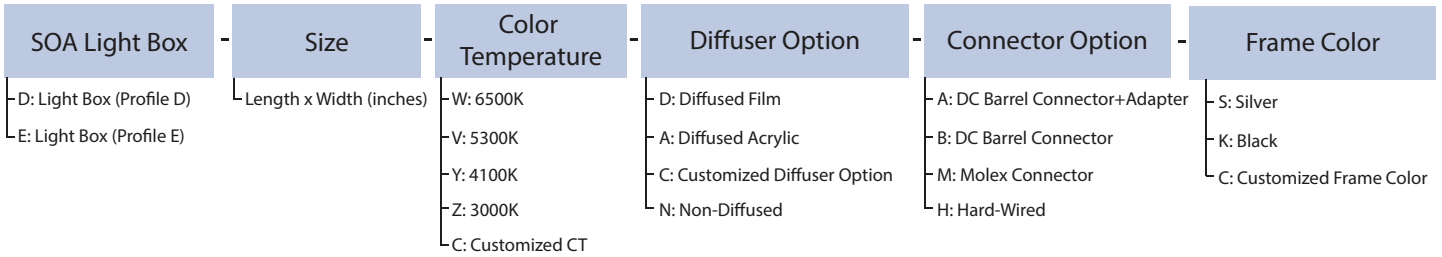 SOA Light Box - Size - Color Temperature - Diffuser Option - Connector Option - Frame Color
D: Light Box (Profile D)
E: Light Box (Profile E)
Length x Width (inches)
W: 6500K
V: 5300K
Y: 4100K
Z: 3000K
C: Customized CT
D: Diffused Film
A: Diffused Acrylic
C: Customized Diffuser Option
N: Non-Diffused
A: DC Barrel Connector+Adapter
B: DC Barrel Connector
M: Molex Connector
H: Hard-Wired
S: Silver
K: Black
C: Customized Frame Color